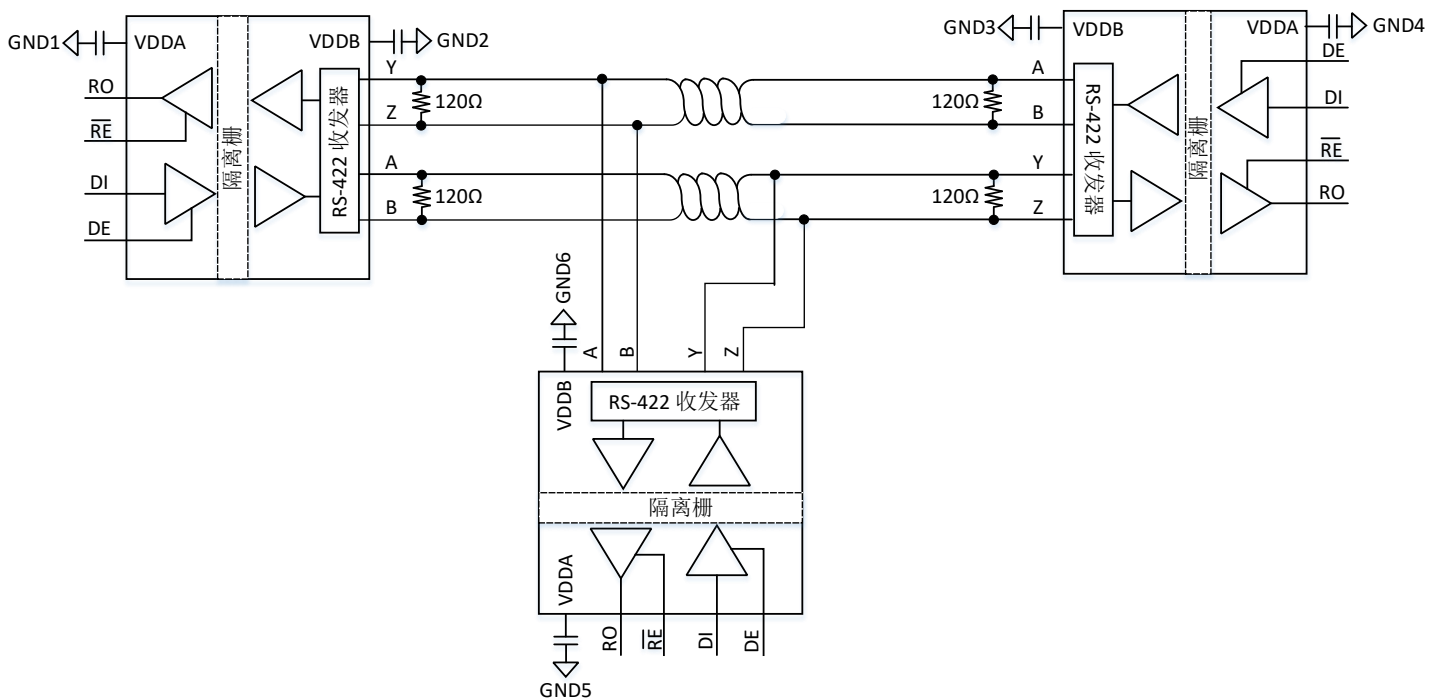 GND1
VDDA
RO
RE
DI
DE
隔离栅
VDDB
GND2
RS-422 收发器
Y
Z
A
B
120Ω
120Ω
120Ω
120Ω
GND3
VDDB
A
B
Y
Z
RS-422 收发器
隔离栅
VDDA
GND4
DE
DI
RE
RO
GND6
VDDB
A
B
Y
Z
RS-422 收发器
隔离栅
VDDA
GND5
RO
RE
DI
DE